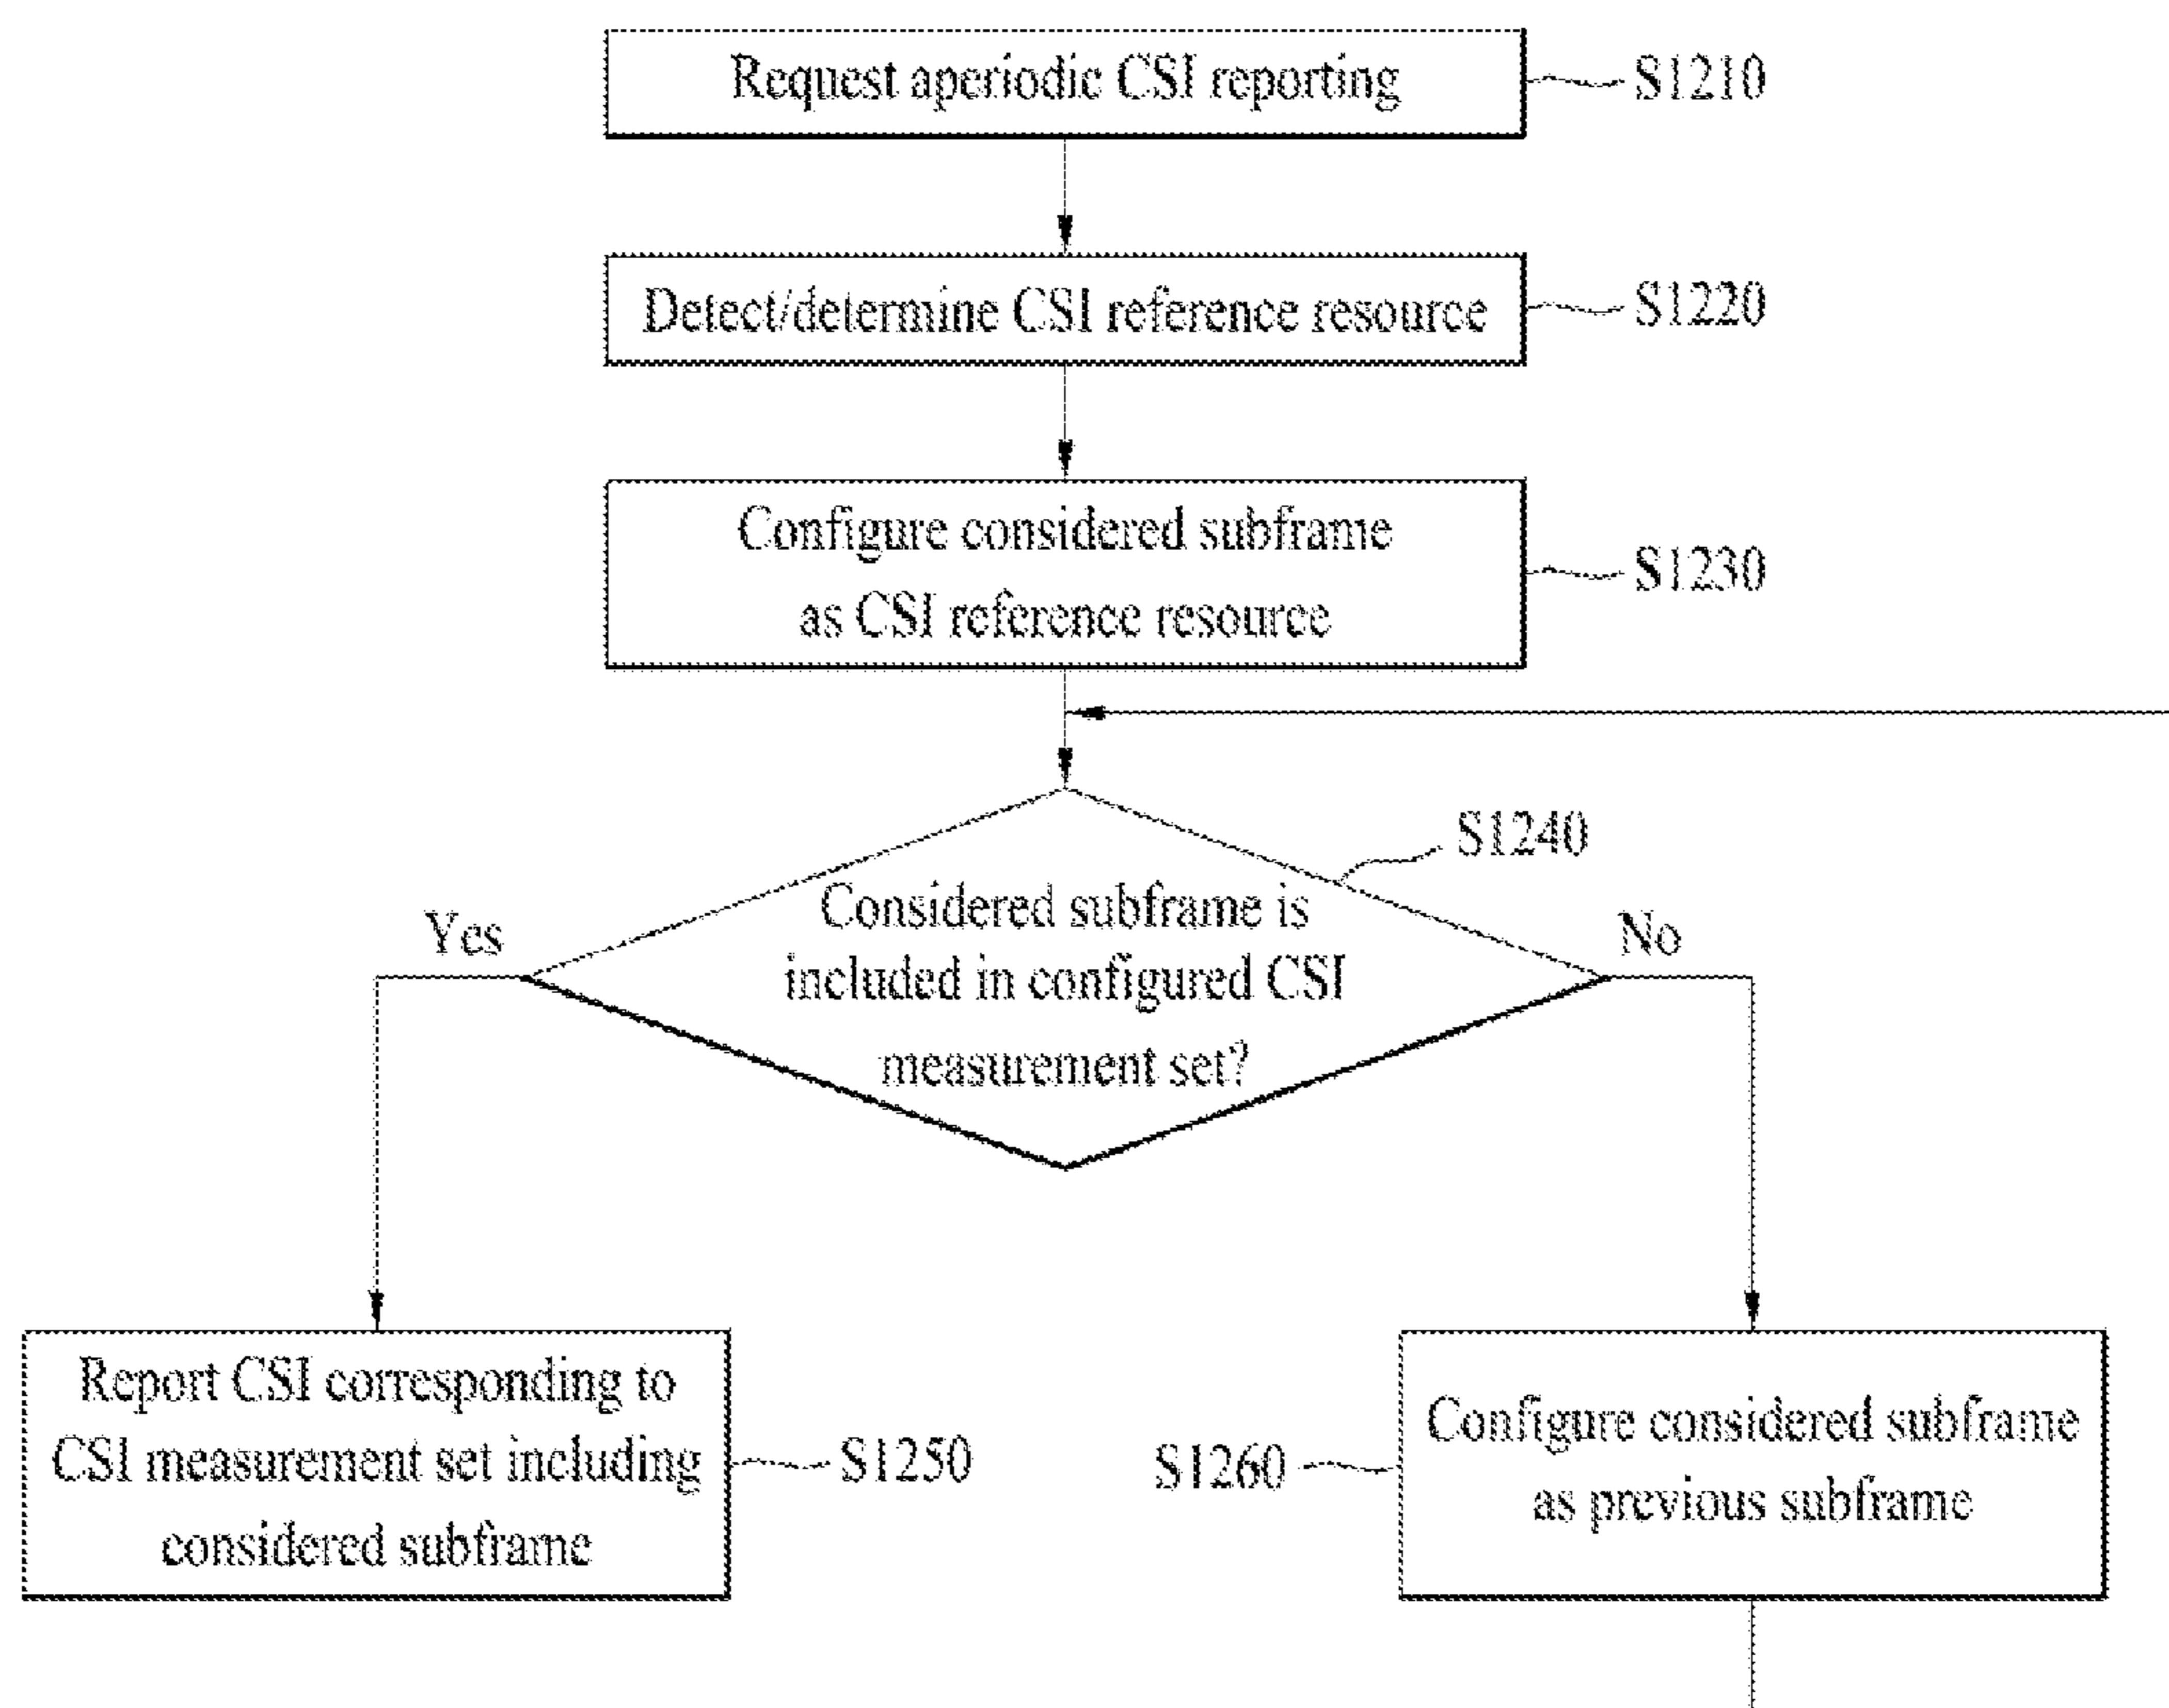 Request aperiodic CSI reporting
S1210
Detect/determine CSI reference resource
S1220
Configure considered subframe
as CSI reference resource
S1230
S1240
Considered subframe is
included in configured CSI
measurement set?
Yes
No
Report CSI corresponding to
CSI measurement set including
considered subframe
S1250
S1260
Configure considered subframe
as previous subframe